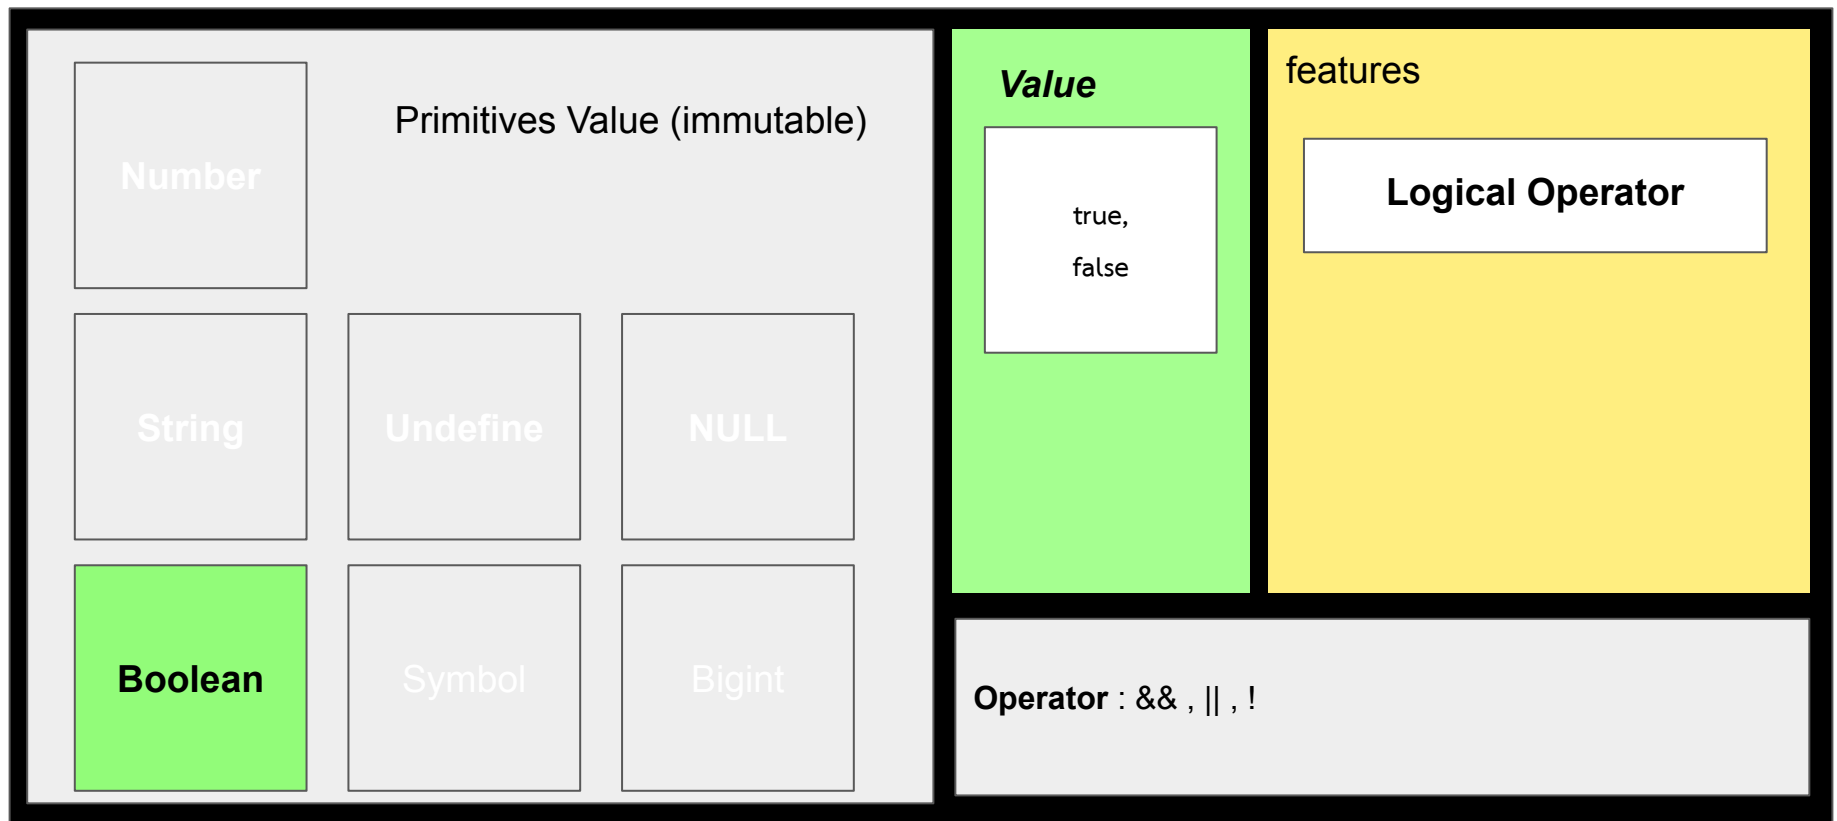 Primitives Value (immutable)
Number
String
Undefine
NULL
Boolean
Symbol
Bigint
Value
true,
false
features
Logical Operator
Operator : && , || , !